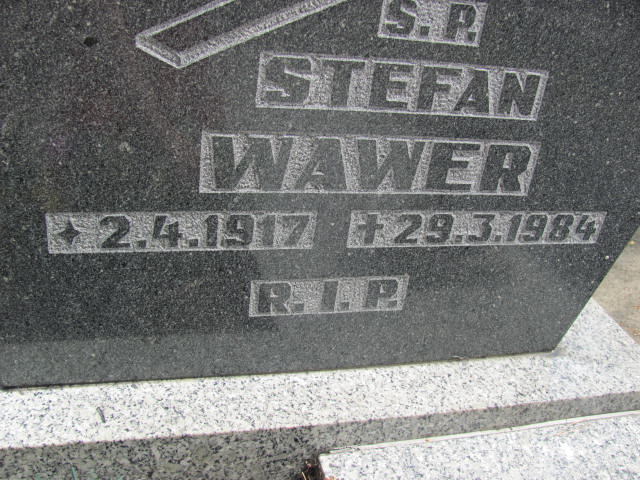 S. P.
STEFAN
WAWER
✦ 2.4.1917 ✝ 29.3.1984
R. I. P.